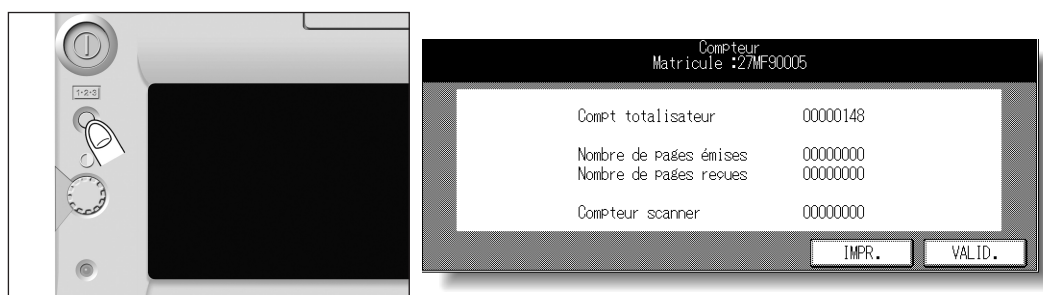 1·2·3
Compteur
Matricule :27MF90005
Compt totalisateur 00000148
Nombre de pages émises 00000000
Nombre de pages reçues 00000000
Compteur scanner 00000000
IMPR. VALID.